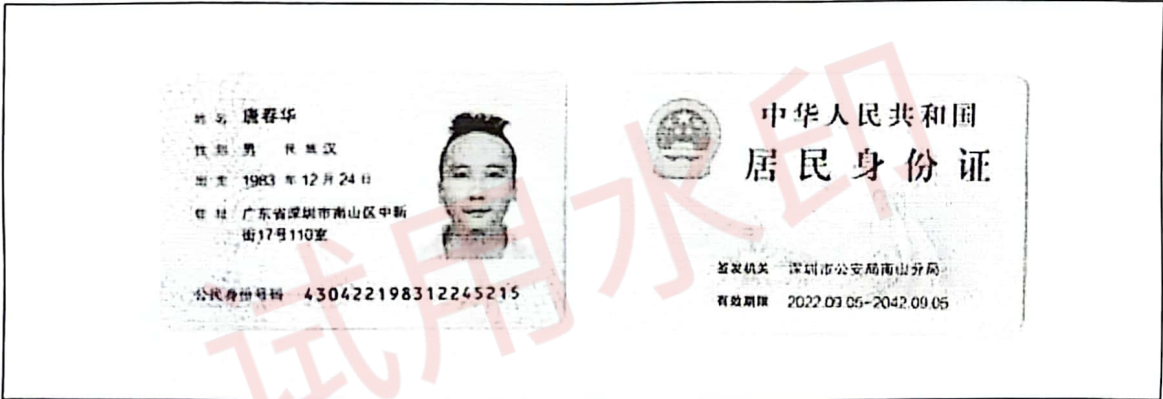 姓名 唐春华
性别 男 民族 汉
出生 1983 年 12 月 24 日
住址 广东省深圳市南山区中新
街17号110室
公民身份号码 430422198312245215
中华人民共和国
居民身份证
签发机关 深圳市公安局南山分局
有效期限 2022.09.05-2042.09.05
试用水印